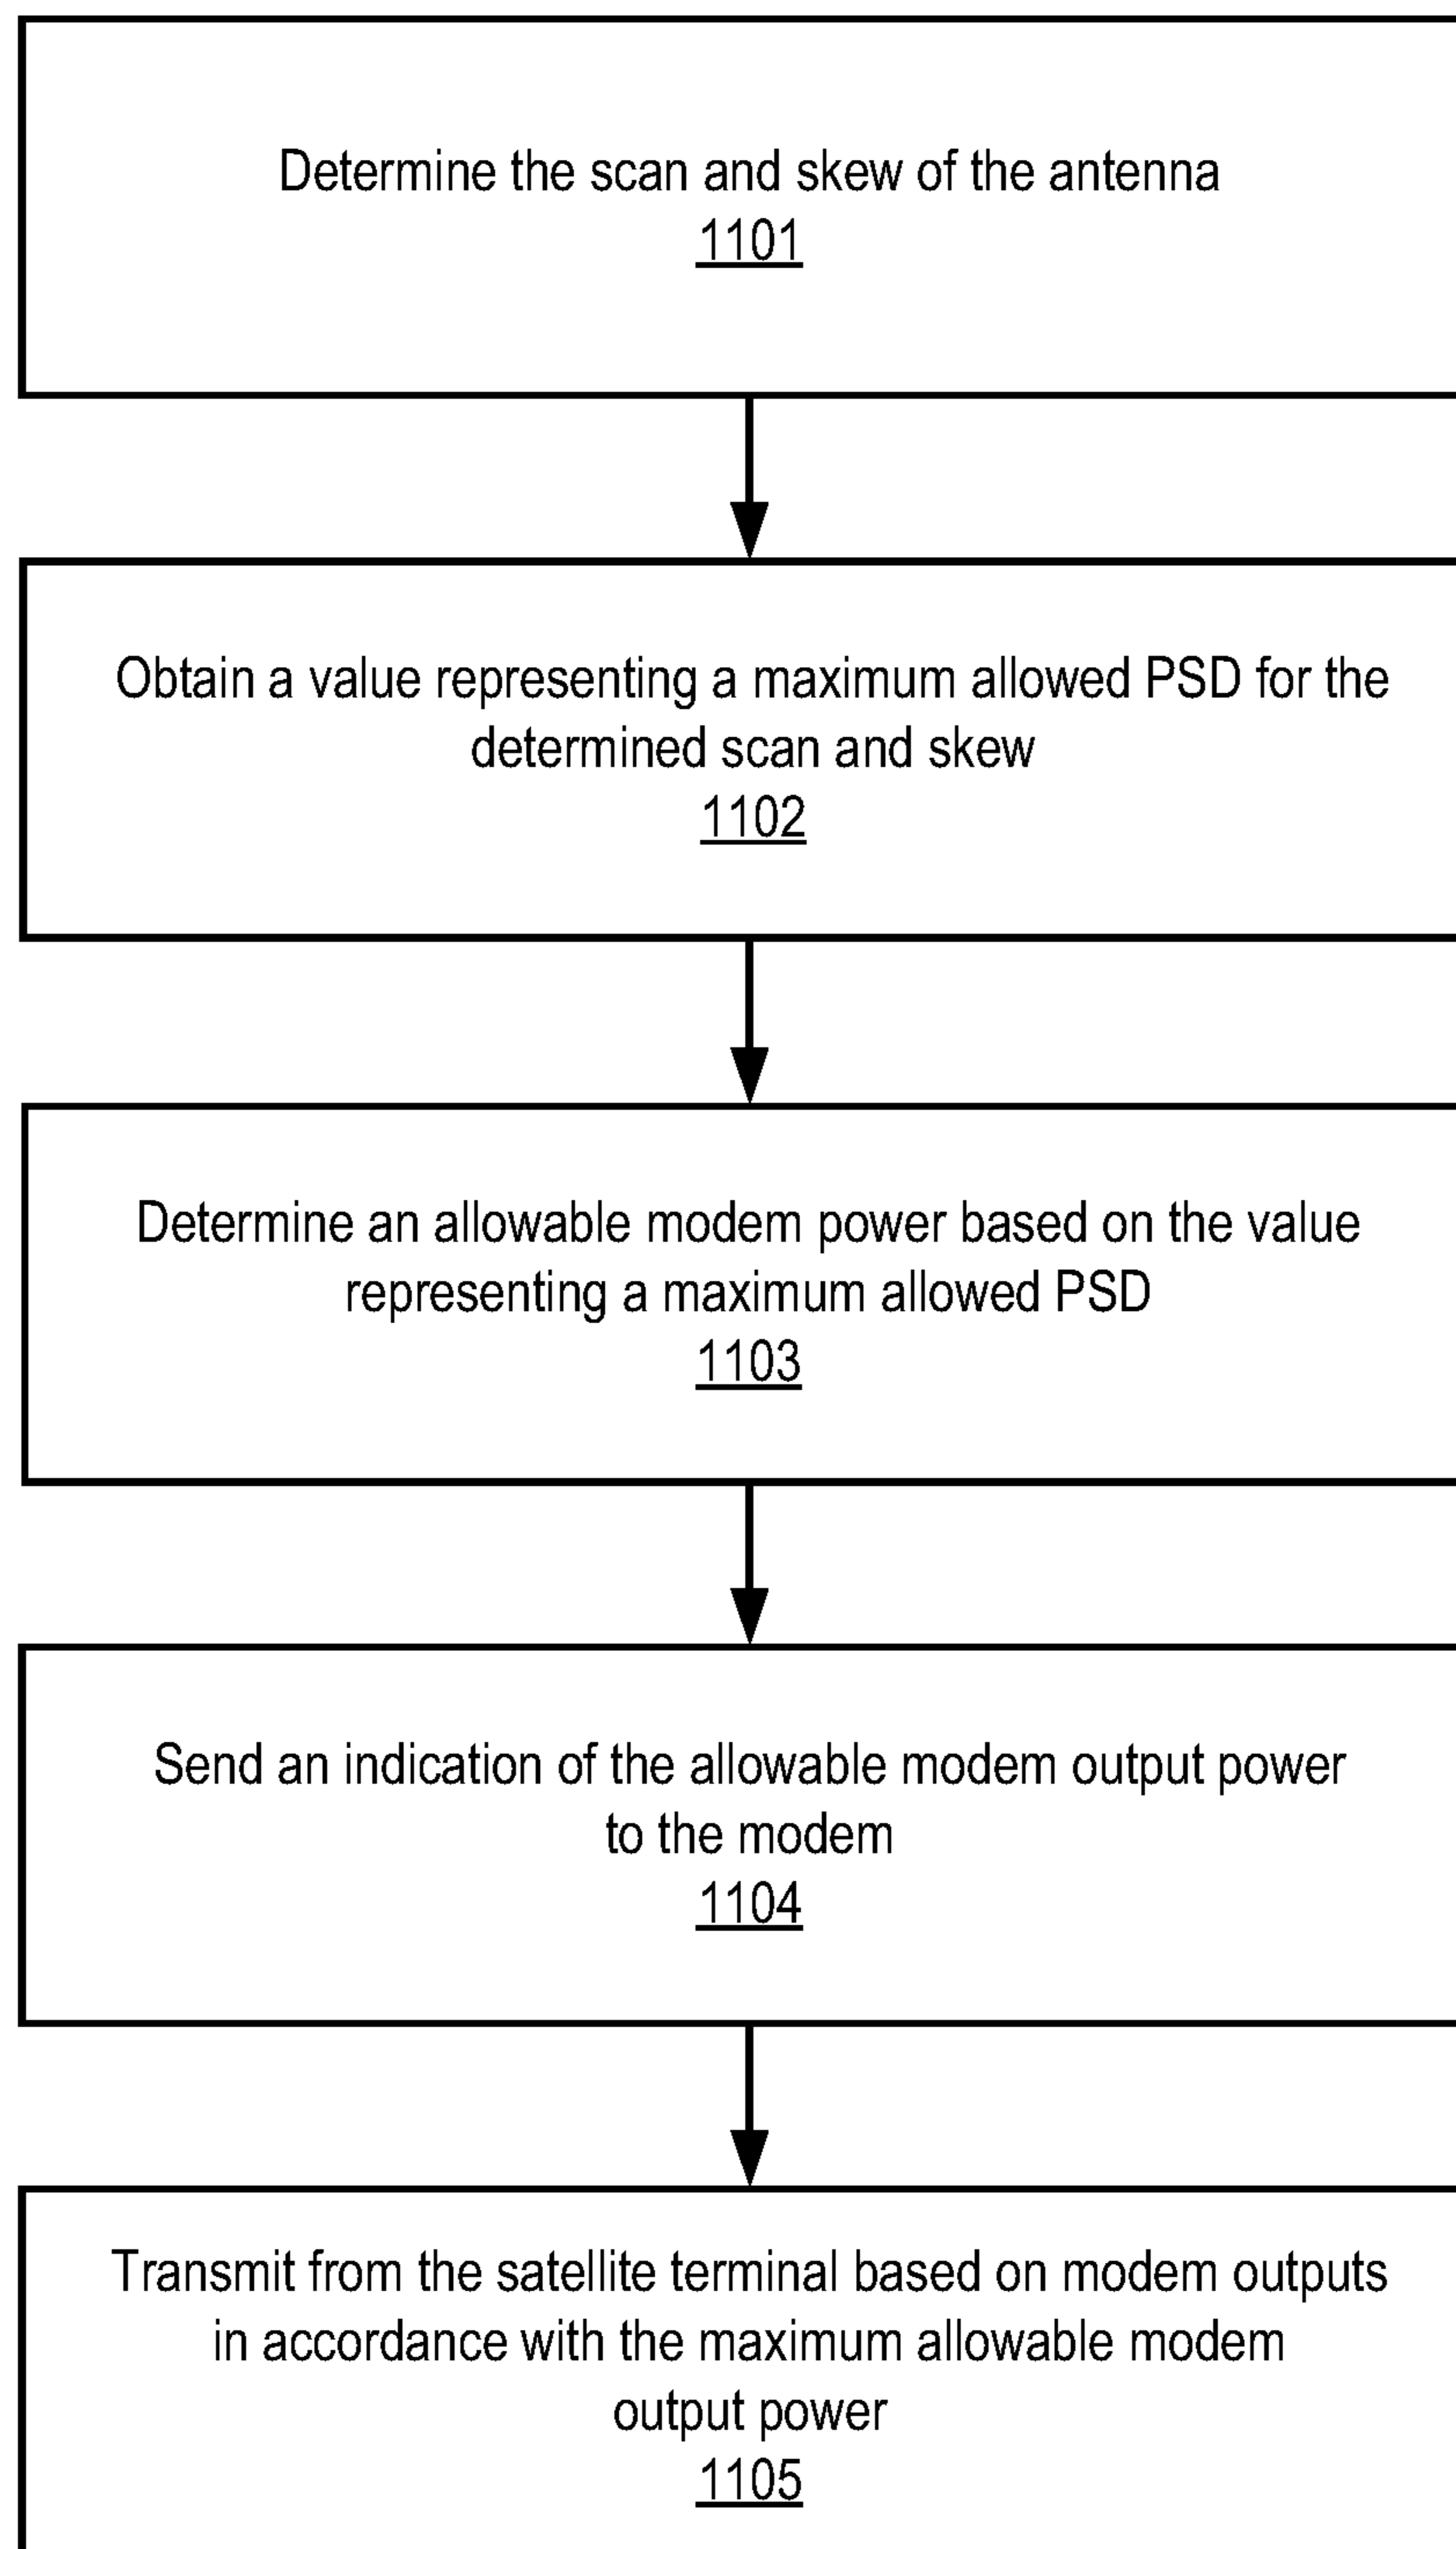 Determine the scan and skew of the antenna
1101
Obtain a value representing a maximum allowed PSD for the
determined scan and skew
1102
Determine an allowable modem power based on the value
representing a maximum allowed PSD
1103
Send an indication of the allowable modem output power
to the modem
1104
Transmit from the satellite terminal based on modem outputs
in accordance with the maximum allowable modem
output power
1105